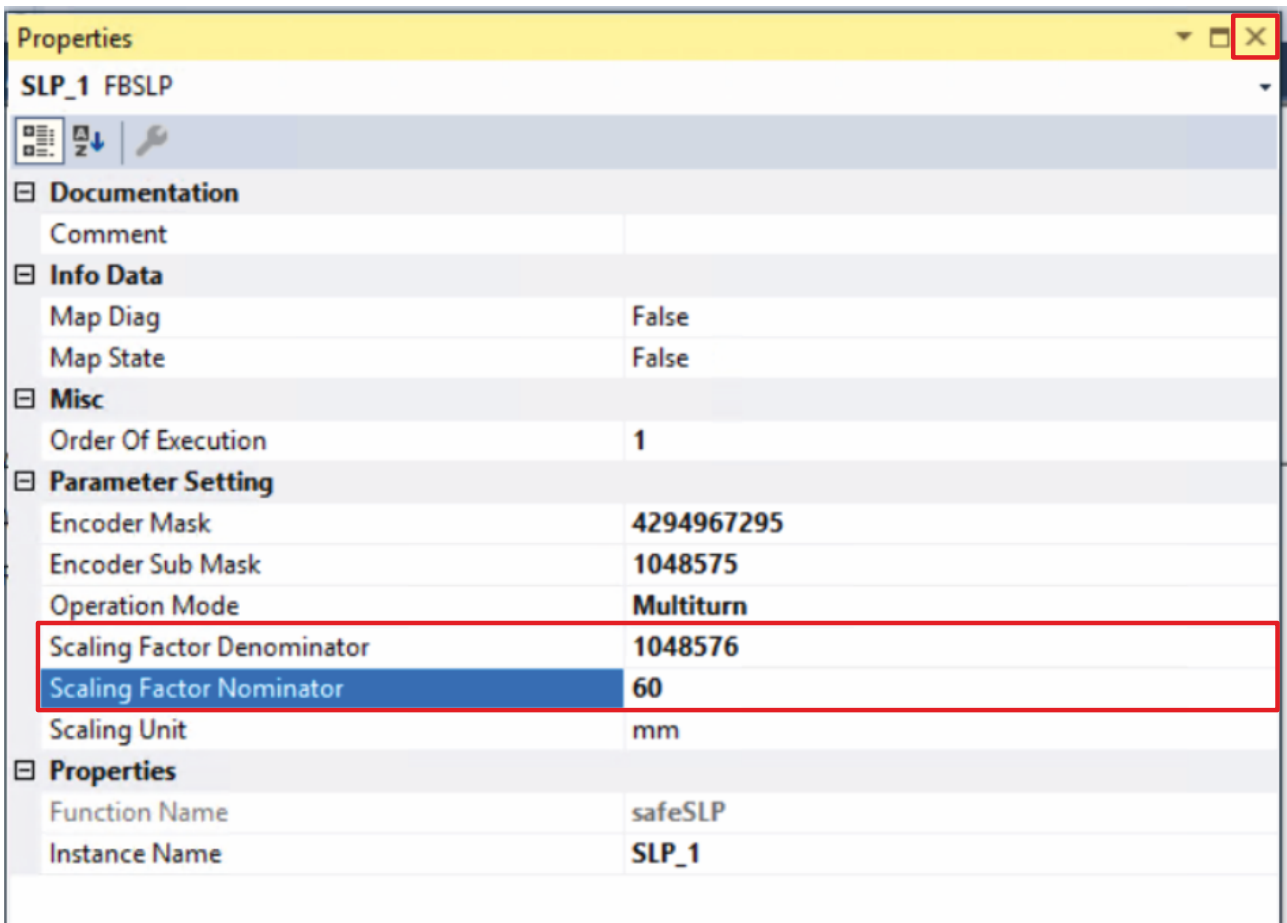 Properties
SLP_1 FBSLP
Documentation
Comment
Info Data
Map Diag False
Map State False
Misc
Order Of Execution 1
Parameter Setting
Encoder Mask 4294967295
Encoder Sub Mask 1048575
Operation Mode Multiturn
Scaling Factor Denominator 1048576
Scaling Factor Nominator 60
Scaling Unit mm
Properties
Function Name safeSLP
Instance Name SLP_1